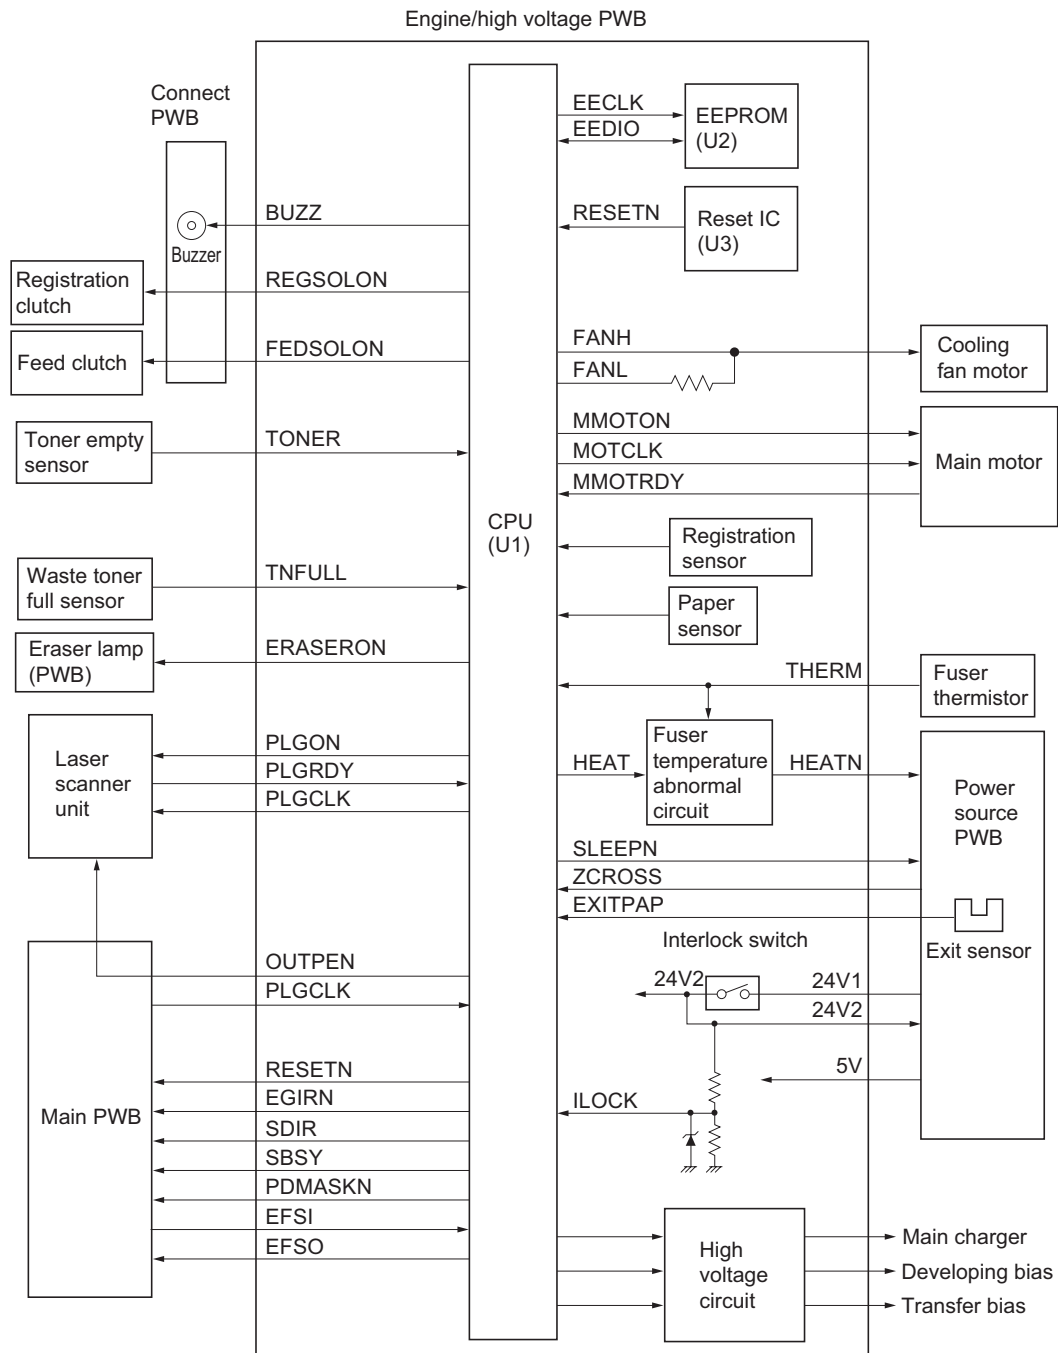 Engine/high voltage PWB
Connect
PWB
Buzzer
BUZZ
Registration
clutch
REGSOLON
Feed clutch
FEDSOLON
Toner empty
sensor
TONER
Waste toner
full sensor
TNFULL
Eraser lamp
(PWB)
ERASERON
Laser
scanner
unit
PLGON
PLGRDY
PLGCLK
Main PWB
OUTPEN
PLGCLK
RESETN
EGIRN
SDIR
SBSY
PDMASKN
EFSI
EFSO
CPU
(U1)
EECLK
EEDIO
EEPROM
(U2)
RESETN
Reset IC
(U3)
FANH
FANL
Cooling
fan motor
MMOTON
MOTCLK
MMOTRDY
Main motor
Registration
sensor
Paper
sensor
THERM
Fuser
thermistor
HEAT
Fuser
temperature
abnormal
circuit
HEATN
Power
source
PWB
SLEEPN
ZCROSS
EXITPAP
Exit sensor
Interlock switch
24V2
24V1
24V2
5V
ILOCK
High
voltage
circuit
Main charger
Developing bias
Transfer bias